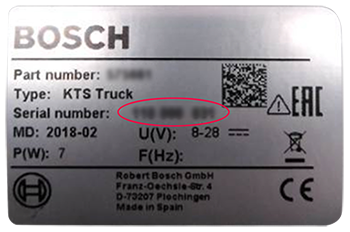 BOSCH
Part number:
Type: KTS Truck
Serial number:
MD: 2018-02 U(V): 8-28
P(W): 7 F(Hz):
EAC
Robert Bosch GmbH
Franz-Oechsle-Str. 4
D-73207 Plochingen
Made in Spain
CE